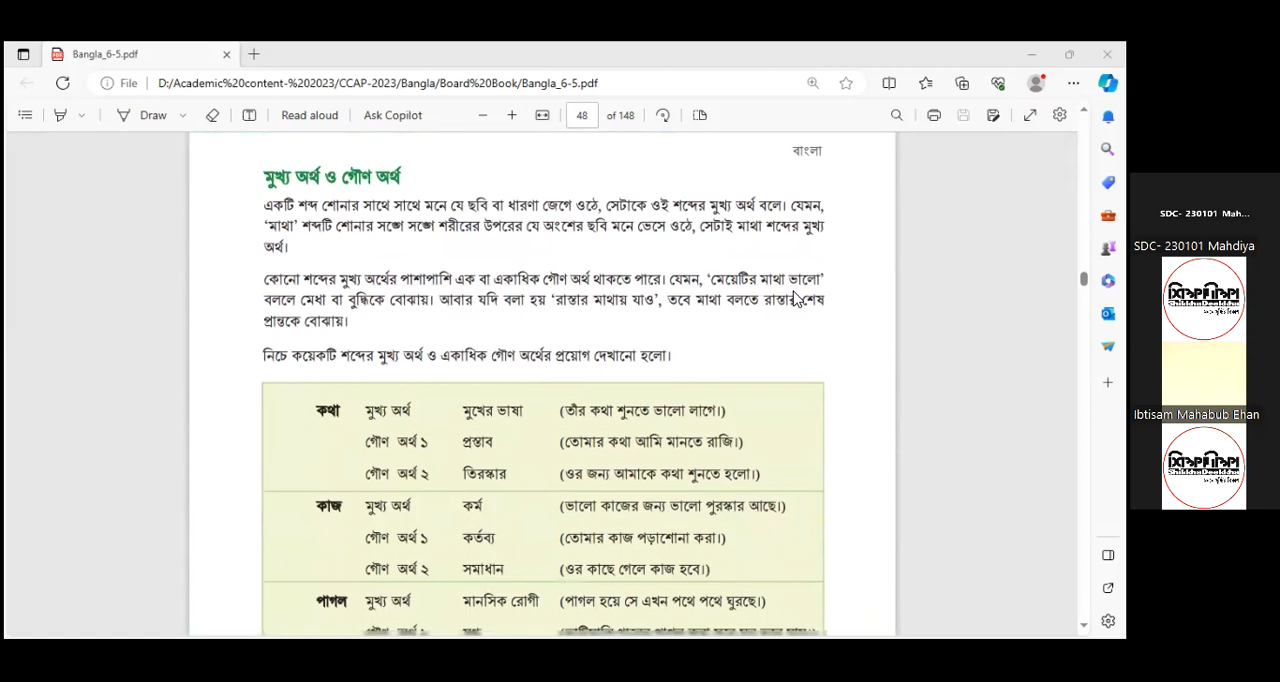 Bangla_6-5.pdf
File D:/Academic%20content-%202023/CCAP-2023/Bangla/Board%20Book/Bangla_6-5.pdf
Draw Read aloud Ask Copilot 48 of 148
বাংলা
মুখ্য অর্থ ও গৌণ অর্থ
একটি শব্দ শোনার সাথে সাথে মনে যে ছবি বা ধারণা জেগে ওঠে, সেটাকে ওই শব্দের মুখ্য অর্থ বলে। যেমন,
‘মাথা’ শব্দটি শোনার সঙ্গে সঙ্গে শরীরের উপরের যে অংশের ছবি মনে ভেসে ওঠে, সেটাই মাথা শব্দের মুখ্য
অর্থ।
কোনো শব্দের মুখ্য অর্থের পাশাপাশি এক বা একাধিক গৌণ অর্থ থাকতে পারে। যেমন, ‘মেয়েটির মাথা ভালো’
বললে মেধা বা বুদ্ধিকে বোঝায়। আবার যদি বলা হয় ‘রাস্তার মাথায় যাও’, তবে মাথা বলতে রাস্তার শেষ
প্রান্তকে বোঝায়।
নিচে কয়েকটি শব্দের মুখ্য অর্থ ও একাধিক গৌণ অর্থের প্রয়োগ দেখানো হলো।
কথা মুখ্য অর্থ মুখের ভাষা (তাঁর কথা শুনতে ভালো লাগে।)
গৌণ অর্থ ১ প্রস্তাব (তোমার কথা আমি মানতে রাজি।)
গৌণ অর্থ ২ তিরস্কার (ওর জন্য আমাকে কথা শুনতে হলো।)
কাজ মুখ্য অর্থ কর্ম (ভালো কাজের জন্য ভালো পুরস্কার আছে।)
গৌণ অর্থ ১ কর্তব্য (তোমার কাজ পড়াশোনা করা।)
গৌণ অর্থ ২ সমাধান (ওর কাছে গেলে কাজ হবে।)
পাগল মুখ্য অর্থ মানসিক রোগী (পাগল হয়ে সে এখন পথে পথে ঘুরছে।)
SDC- 230101 Mah...
SDC- 230101 Mahdiya
Ibtisam Mahabub Ehan